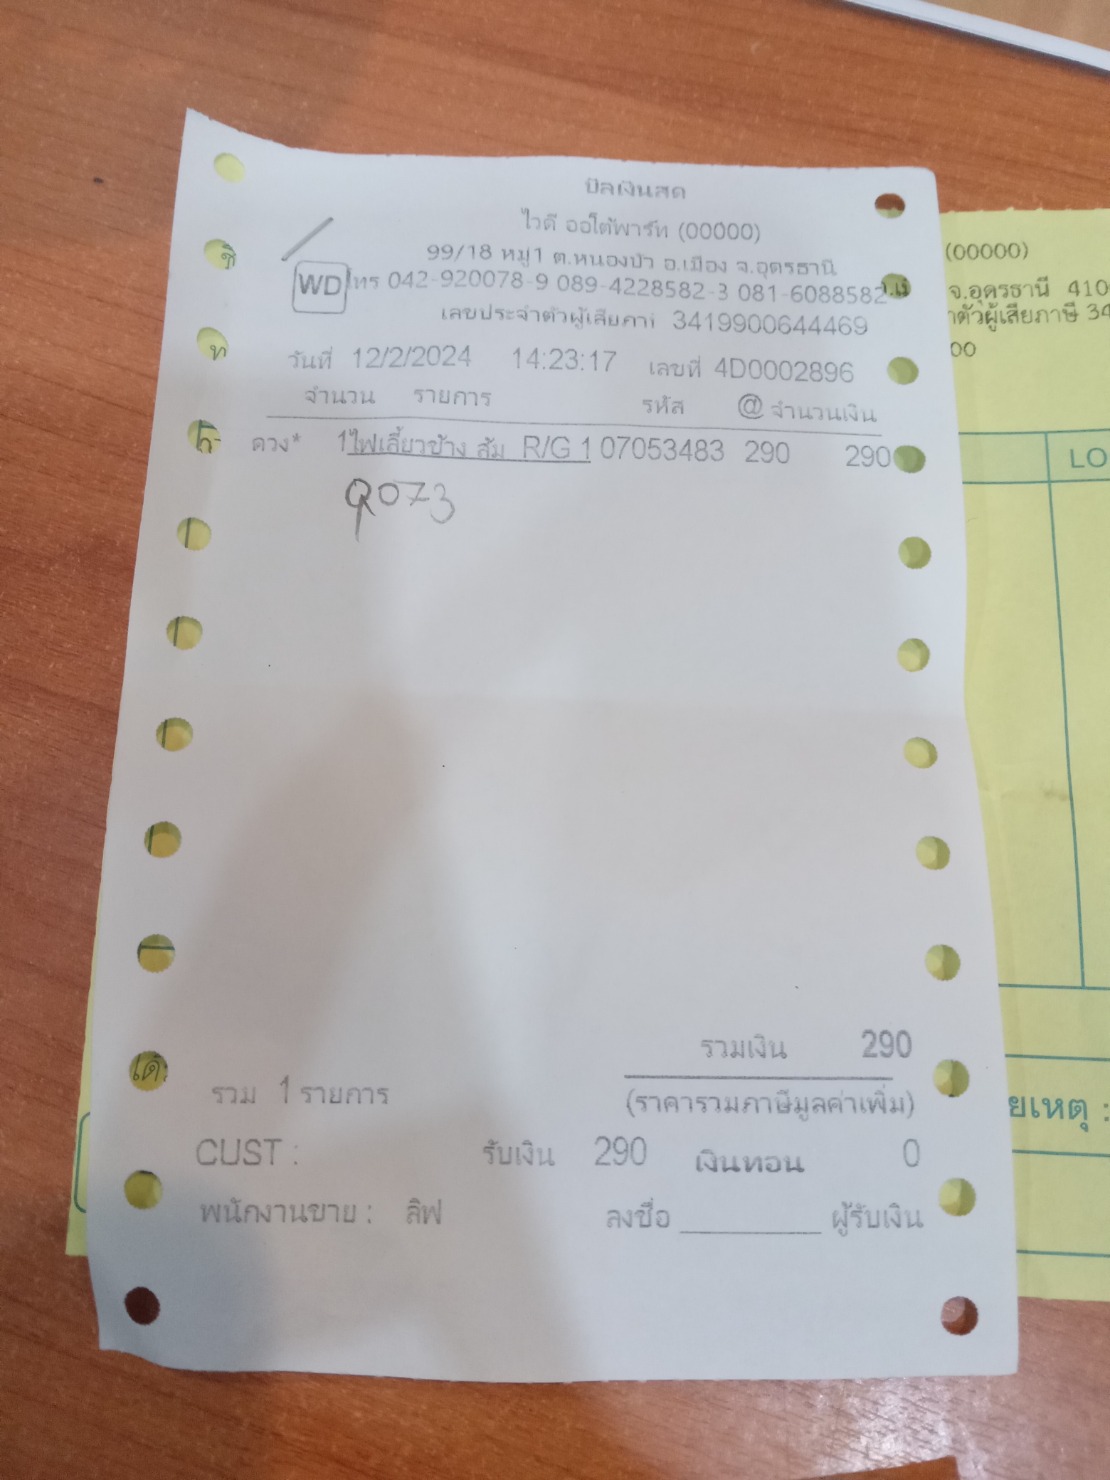 บิลเงินสด
ไวดี ออโต้พาร์ท (00000)
99/18 หมู่1 ต.หนองบัว อ.เมือง จ.อุดรธานี
WD โทร 042-920078-9 089-4228582-3 081-6088582
เลขประจำตัวผู้เสียภาษี 3419900644469
วันที่ 12/2/2024 14:23:17 เลขที่ 4D0002896
จำนวน รายการ รหัส @ จำนวนเงิน
ดวง* 1 ไฟเลี้ยวข้าง ส้ม R/G 1 07053483 290 290
9073
รวมเงิน 290
รวม 1 รายการ (ราคารวมภาษีมูลค่าเพิ่ม)
CUST : รับเงิน 290 เงินทอน 0
พนักงานขาย : ลิฟ ลงชื่อ ________ ผู้รับเงิน
(00000)
จ.อุดรธานี 410
ตัวผู้เสียภาษี 34
00
LO
ยเหตุ :